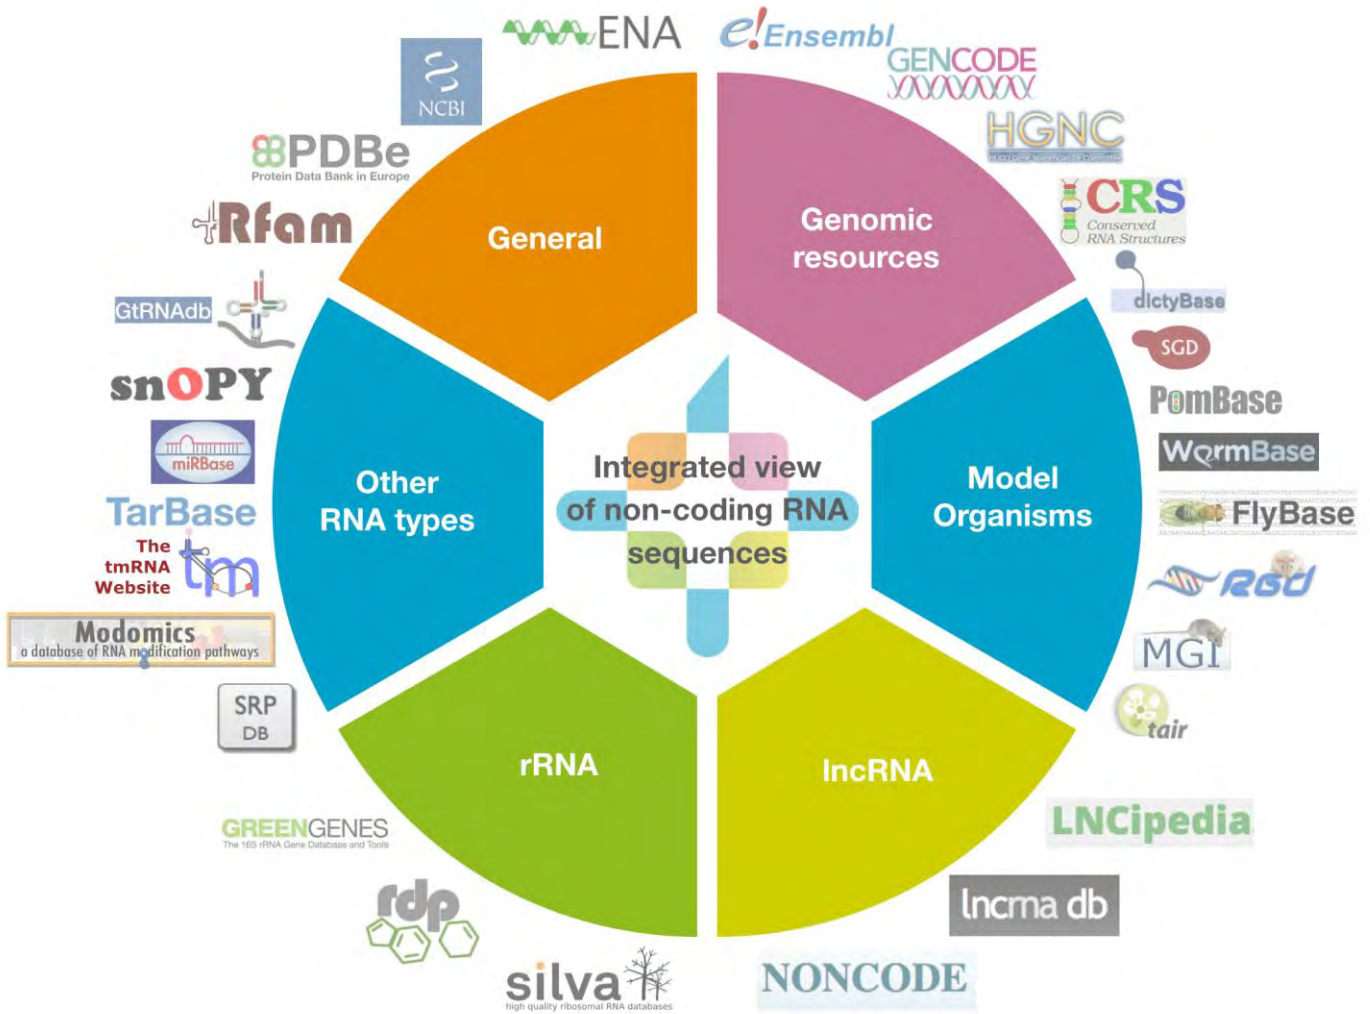 ENA
e!Ensembl
GENCODE
NCBI
HGNC
HUGO Gene Nomenclature Committee
PDBe
Protein Data Bank in Europe
CRS
Conserved
RNA Structures
Rfam
General
Genomic
resources
GtRNAdb
dictyBase
SGD
snOPY
PomBase
miRBase
WormBase
TarBase
FlyBase
Other
RNA types
Integrated view
of non-coding RNA
sequences
Model
Organisms
The
tmRNA
Website
tm
RGD
Modomics
a database of RNA modification pathways
MGI
SRP
DB
tair
rRNA
lncRNA
GREENGENES
The 16S rRNA Gene Database and Tools
LNCipedia
rdp
lncrna db
silva
high quality ribosomal RNA databases
NONCODE